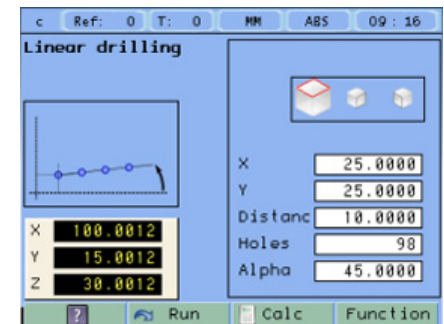 c Ref: 0 T: 0 MM ABS 09 : 16
Linear drilling
X 25.0000
Y 25.0000
Distanc 10.0000
Holes 98
Alpha 45.0000
X 100.0012
Y 15.0012
Z 30.0012
? Run Calc Function